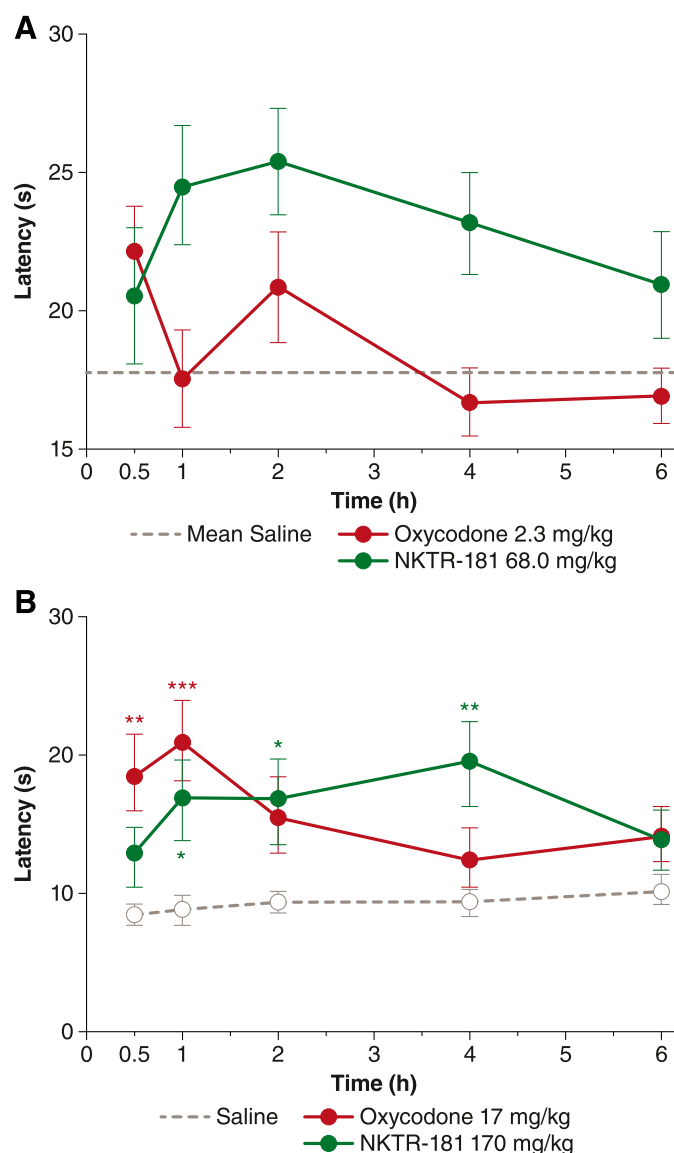 A
30
25
20
15
Latency (s)
0 0.5 1 2 3 4 5 6
Time (h)
Mean Saline Oxycodone 2.3 mg/kg
NKTR-181 68.0 mg/kg
B
30
20
10
0
Latency (s)
** *** * **
*
0 0.5 1 2 3 4 5 6
Time (h)
Saline Oxycodone 17 mg/kg
NKTR-181 170 mg/kg